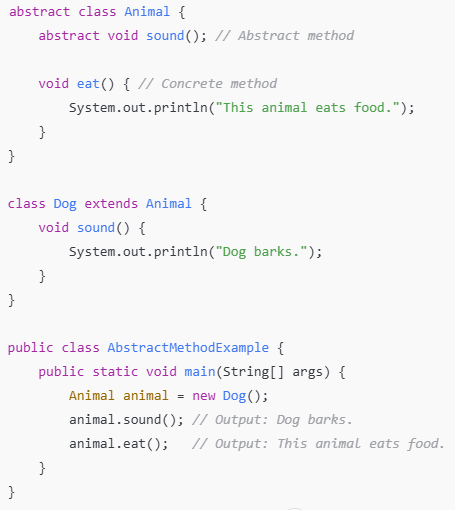 abstract class Animal {
    abstract void sound(); // Abstract method

    void eat() { // Concrete method
        System.out.println("This animal eats food.");
    }
}

class Dog extends Animal {
    void sound() {
        System.out.println("Dog barks.");
    }
}

public class AbstractMethodExample {
    public static void main(String[] args) {
        Animal animal = new Dog();
        animal.sound(); // Output: Dog barks.
        animal.eat();   // Output: This animal eats food.
    }
}